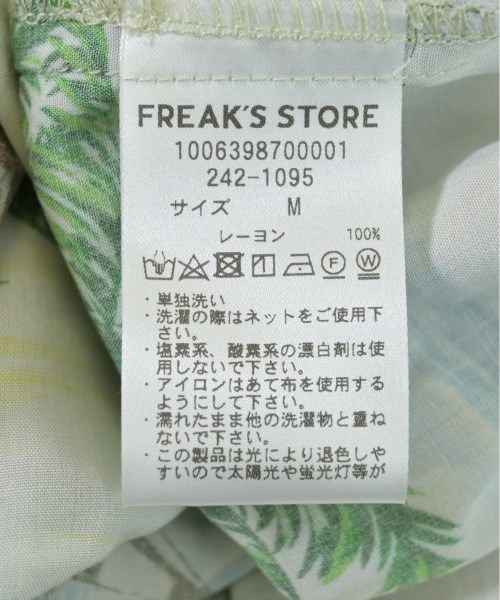 FREAK'S STORE
1006398700001
242-1095
サイズ M
レーヨン 100%
F W
・単独洗い
・洗濯の際はネットをご使用下
さい。
・塩素系、酸素系の漂白剤は使
用しないで下さい。
・アイロンはあて布を使用する
ようにして下さい。
・濡れたまま他の洗濯物と重ね
ないで下さい。
・この製品は光により退色しや
すいので太陽光や蛍光灯等が